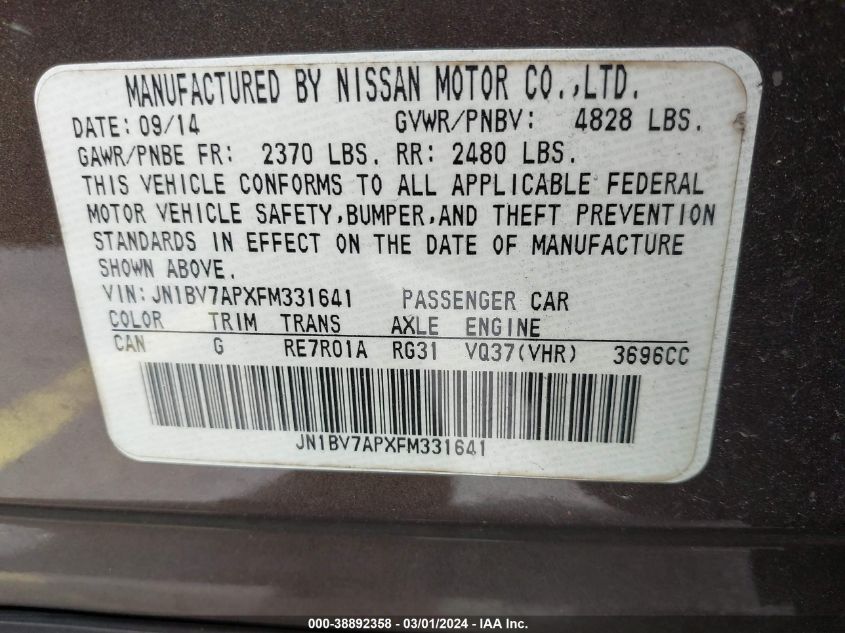 MANUFACTURED BY NISSAN MOTOR CO.,LTD.
DATE: 09/14 GVWR/PNBV: 4828 LBS.
GAWR/PNBE FR: 2370 LBS. RR: 2480 LBS.
THIS VEHICLE CONFORMS TO ALL APPLICABLE FEDERAL
MOTOR VEHICLE SAFETY,BUMPER,AND THEFT PREVENTION
STANDARDS IN EFFECT ON THE DATE OF MANUFACTURE
SHOWN ABOVE.
VIN:JN1BV7APXFM331641 PASSENGER CAR
COLOR TRIM TRANS AXLE ENGINE
CAN G RE7R01A RG31 VQ37(VHR) 3696CC
JN1BV7APXFM331641
000-38892358 - 03/01/2024 - IAA Inc.